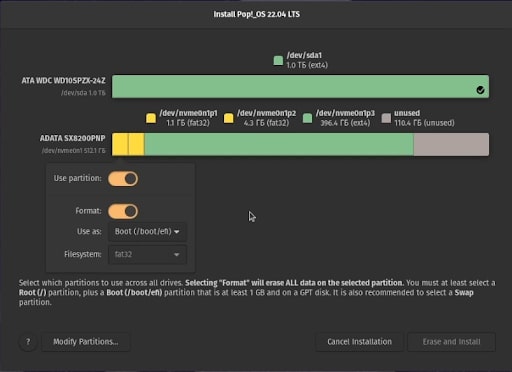 Install Pop!_OS 22.04 LTS
/dev/sda1
1.0 ТБ (ext4)
ATA WDC WD10SPZX-24Z
/dev/sda 1.0 ТБ
/dev/nvme0n1p1 /dev/nvme0n1p2 /dev/nvme0n1p3 unused
1.1 ГБ (fat32) 4.3 ГБ (fat32) 396.4 ГБ (ext4) 110.4 ГБ (unused)
ADATA SX8200PNP
/dev/nvme0n1 512.1 ГБ
Use partition:
Format:
Use as: Boot (/boot/efi)
Filesystem: fat32
Select which partitions to use across all drives. Selecting "Format" will erase ALL data on the selected partition. You must at least select a
Root (/) partition, plus a Boot (/boot/efi) partition that is at least 1 GB and on a GPT disk. It is also recommended to select a Swap
partition.
? Modify Partitions... Cancel Installation Erase and Install